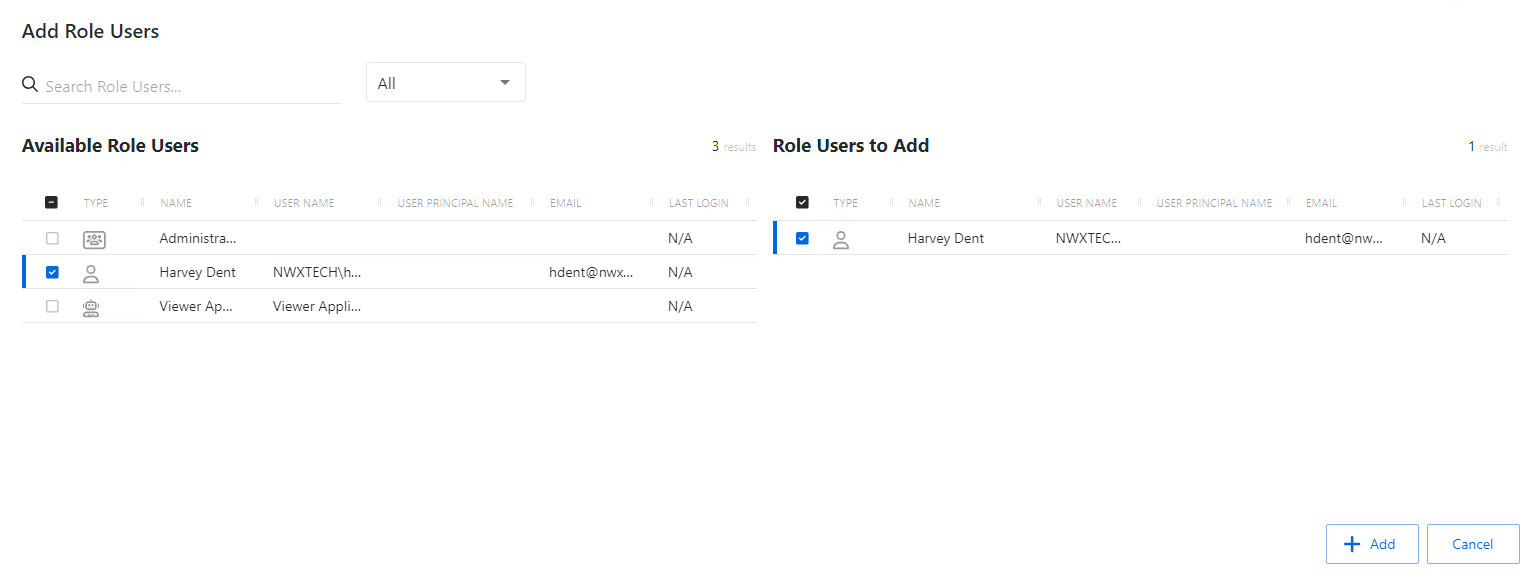 Add Role Users
Search Role Users...
All
Available Role Users
3 results
TYPE NAME USER NAME USER PRINCIPAL NAME EMAIL LAST LOGIN
Administra... N/A
Harvey Dent NWXTECH\h... hdent@nwx... N/A
Viewer Ap... Viewer Appli... N/A
Role Users to Add
1 result
TYPE NAME USER NAME USER PRINCIPAL NAME EMAIL LAST LOGIN
Harvey Dent NWXTEC... hdent@nw... N/A
Add
Cancel